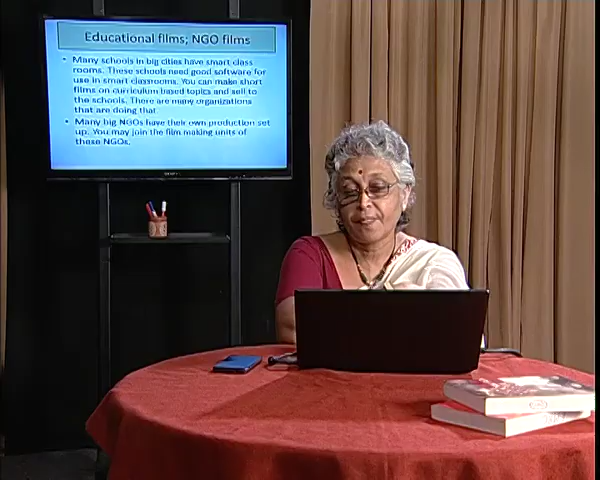 Educational films; NGO films
• Many schools in big cities have smart class
rooms. These schools need good software for
use in smart classrooms. You can make short
films on curriculum based topics and sell to
the schools. There are many organizations
that are doing that.
• Many big NGOs have their own production set
up. You may join the film making units of
these NGOs.